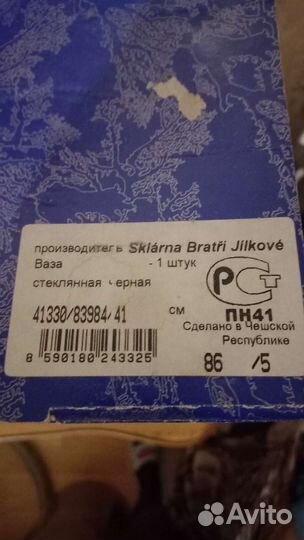 производитель Sklárna Bratři Jílkové
Ваза - 1 штук
стеклянная черная
41330/83984/41 см
РСТ
ПН41
Сделано в Чешской
Республике
8 590180 243325
86 /5
Avito